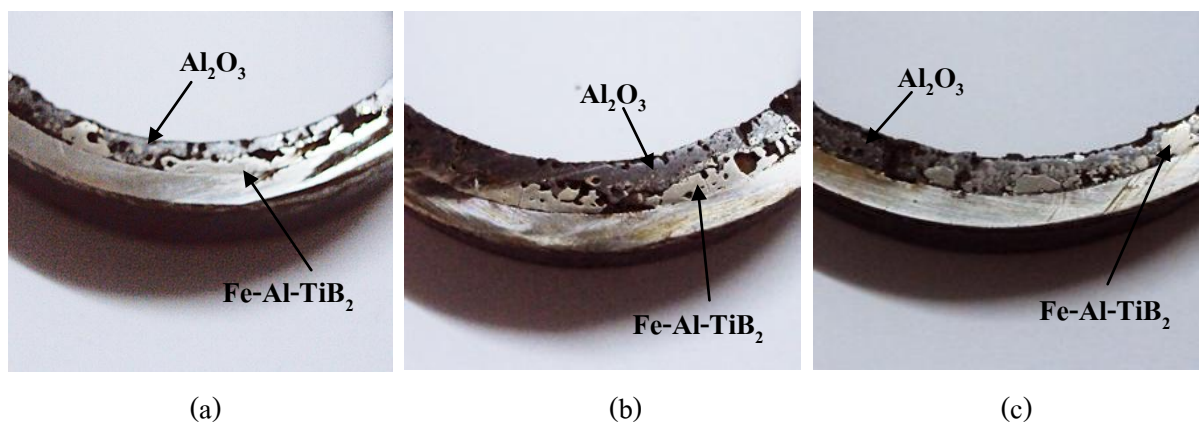 Al₂O₃
Fe-Al-TiB₂
(a)
Al₂O₃
Fe-Al-TiB₂
(b)
Al₂O₃
Fe-Al-TiB₂
(c)